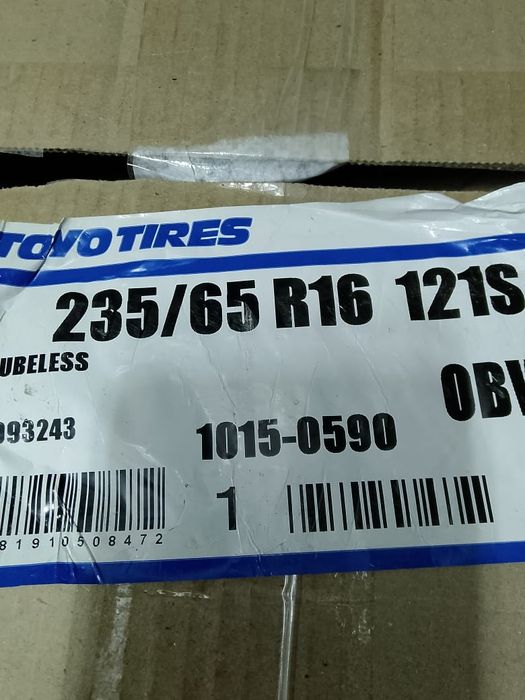 TOYO TIRES
235/65 R16 121S
UBELESS
OBV
093243
1015-0590
1
81910508472